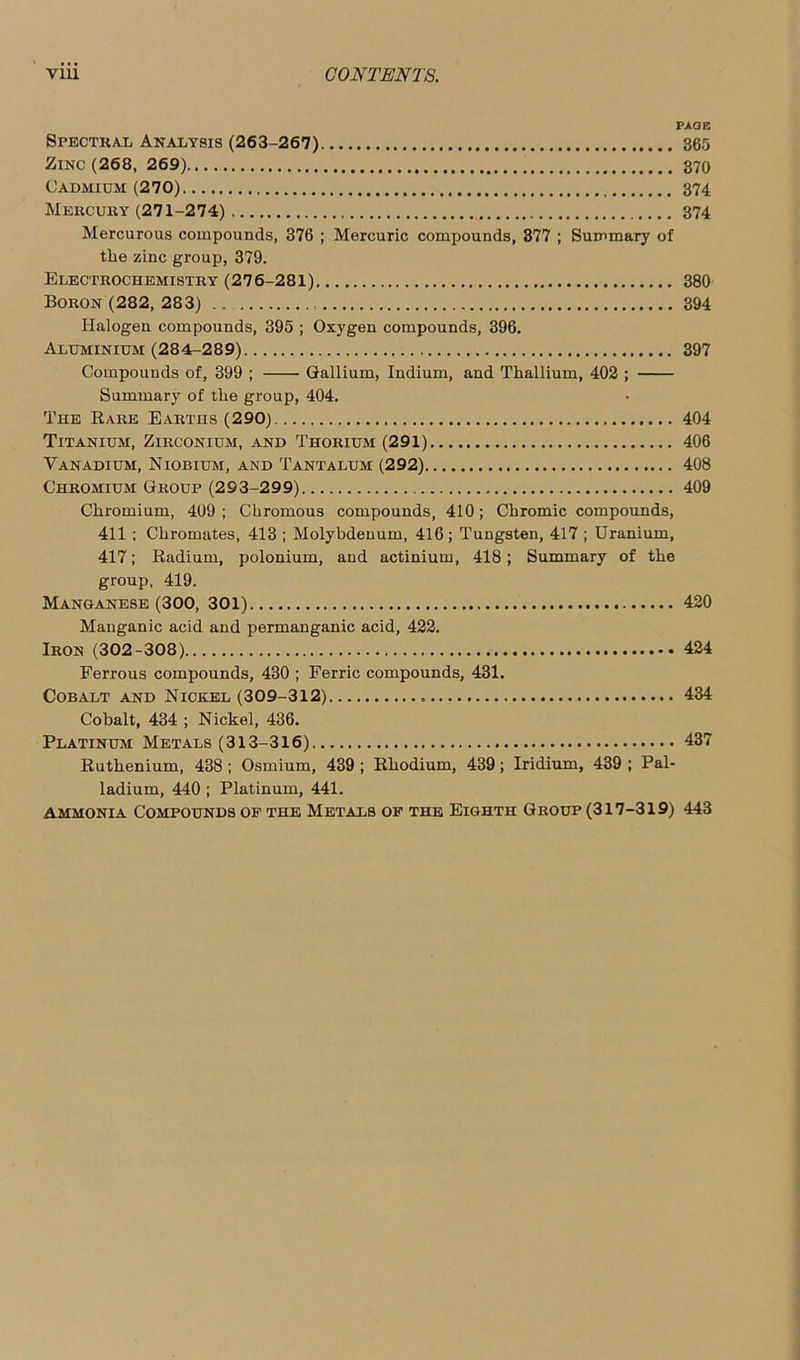 viii CONTENTS.
PAGE
SPECTRAL ANALYSIS (263-267)........ 365
ZINC (268, 269)........ 370
CADMIUM (270)........ 374
MERCURY (271-274)........ 374
Mercurous compounds, 376 ; Mercuric compounds, 377 ; Summary of
the zinc group, 379.
ELECTROCHEMISTRY (276-281)........ 380
BORON (282, 283)........ 394
Halogen compounds, 395 ; Oxygen compounds, 396.
ALUMINIUM (284-289)........ 397
Compounds of, 399 ; —— Gallium, Indium, and Thallium, 402 ; ——
Summary of the group, 404.
THE RARE EARTHS (290)........ 404
TITANIUM, ZIRCONIUM, AND THORIUM (291)........ 406
VANADIUM, NIOBIUM, AND TANTALUM (292)........ 408
CHROMIUM GROUP (293-299)........ 409
Chromium, 409 ; Chromous compounds, 410 ; Chromic compounds,
411 ; Chromates, 413 ; Molybdenum, 416 ; Tungsten, 417 ; Uranium,
417 ; Radium, polonium, and actinium, 418 ; Summary of the
group, 419.
MANGANESE (300, 301)........ 420
Manganic acid and permanganic acid, 422.
IRON (302-308)........ 424
Ferrous compounds, 430 ; Ferric compounds, 431.
COBALT AND NICKEL (309-312)........ 434
Cobalt, 434 ; Nickel, 436.
PLATINUM METALS (313-316)........ 437
Ruthenium, 438 ; Osmium, 439 ; Rhodium, 439 ; Iridium, 439 ; Pal-
ladium, 440 ; Platinum, 441.
AMMONIA COMPOUNDS OF THE METALS OF THE EIGHTH GROUP (317-319) 443